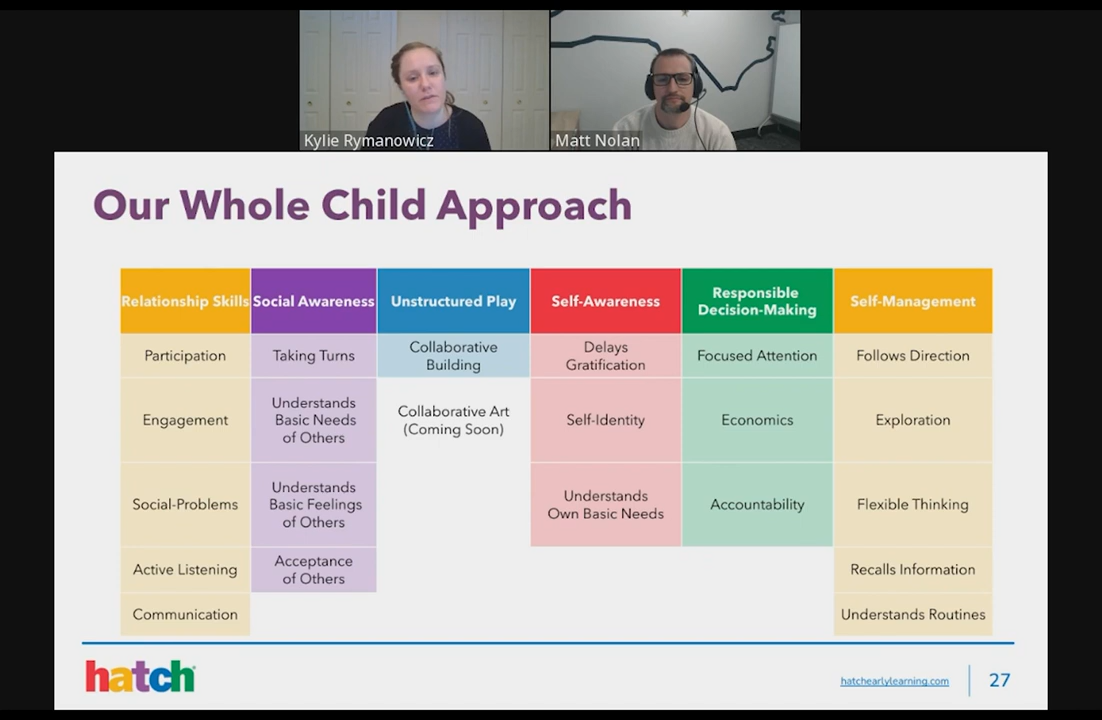 Kylie Rymanowicz
Matt Nolan
Our Whole Child Approach
Relationship Skills
Social Awareness
Unstructured Play
Self-Awareness
Responsible
Decision-Making
Self-Management
Participation
Taking Turns
Collaborative
Building
Delays
Gratification
Focused Attention
Follows Direction
Engagement
Understands
Basic Needs
of Others
Collaborative Art
(Coming Soon)
Self-Identity
Economics
Exploration
Social-Problems
Understands
Basic Feelings
of Others
Understands
Own Basic Needs
Accountability
Flexible Thinking
Active Listening
Acceptance
of Others
Recalls Information
Communication
Understands Routines
hatch
hatchearlylearning.com
27